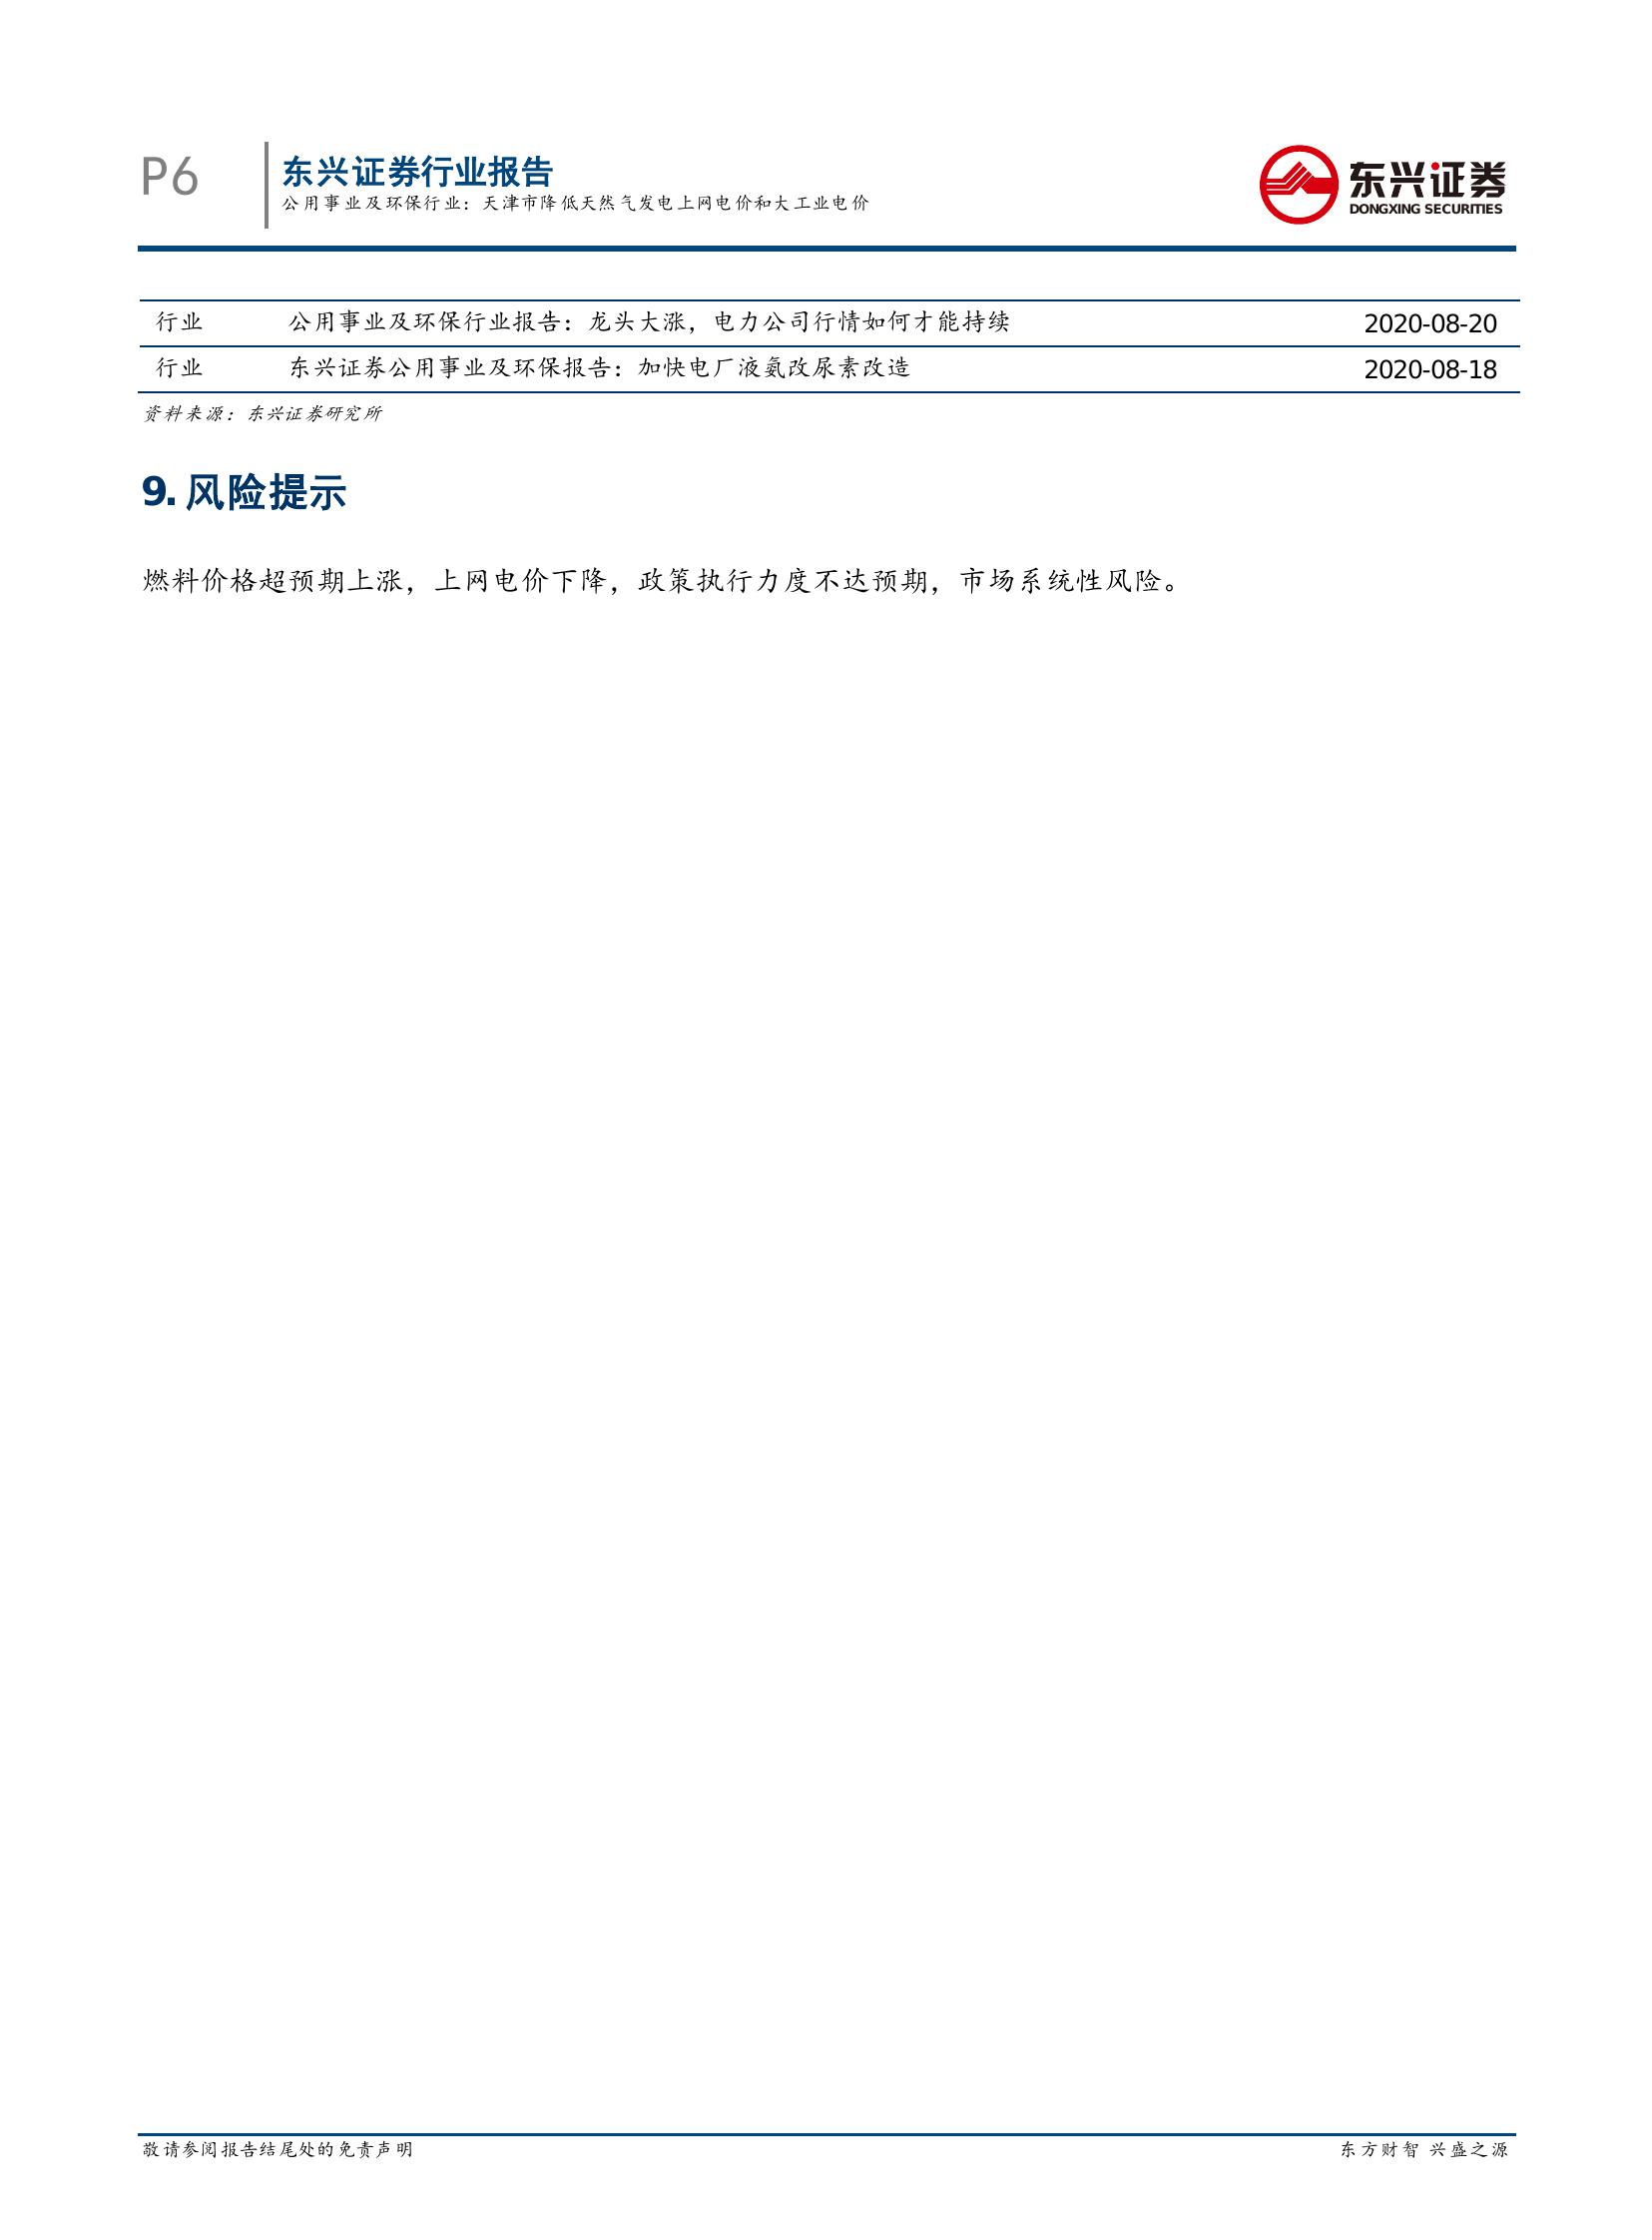 P6
东兴证券行业报告
公用事业及环保行业：天津市降低天然气发电上网电价和大工业电价
东兴证券
DONGXING SECURITIES
行业 公用事业及环保行业报告：龙头大涨，电力公司行情如何才能持续 2020-08-20
行业 东兴证券公用事业及环保报告：加快电厂液氨改尿素改造 2020-08-18
资料来源：东兴证券研究所
9. 风险提示
燃料价格超预期上涨，上网电价下降，政策执行力度不达预期，市场系统性风险。
敬请参阅报告结尾处的免责声明 东方财智 兴盛之源